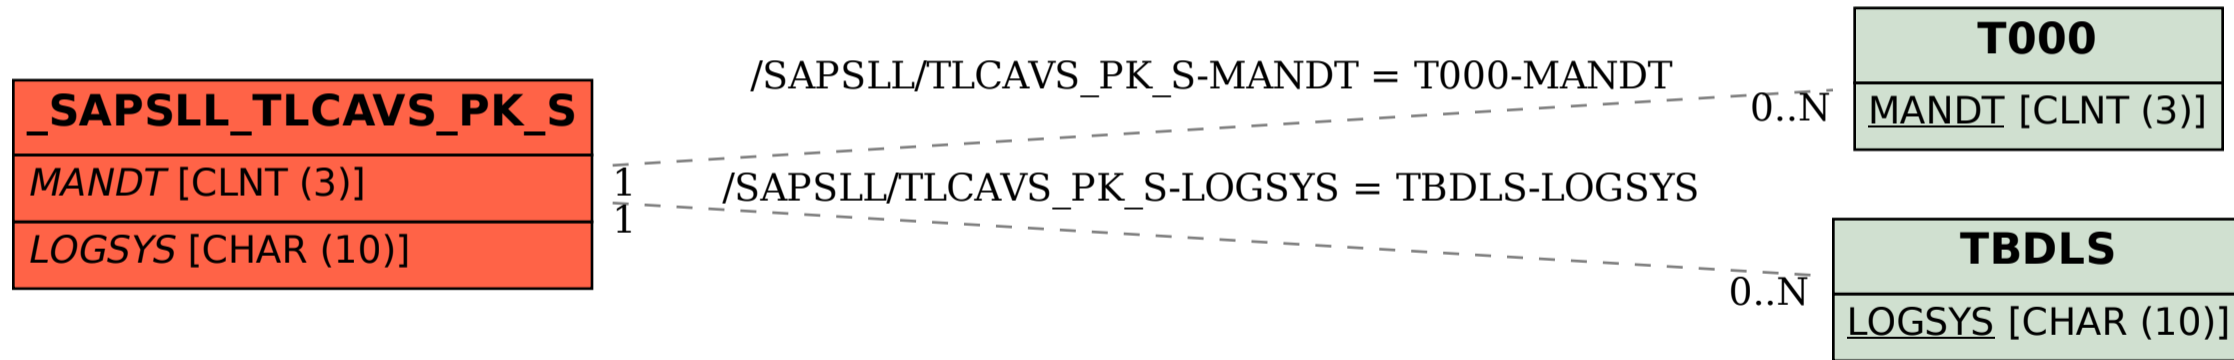 _SAPSLL_TLCAVS_PK_S
MANDT [CLNT (3)]
LOGSYS [CHAR (10)]
/SAPSLL/TLCAVS_PK_S-MANDT = T000-MANDT
1
0..N
/SAPSLL/TLCAVS_PK_S-LOGSYS = TBDLS-LOGSYS
1
0..N
T000
MANDT [CLNT (3)]
TBDLS
LOGSYS [CHAR (10)]